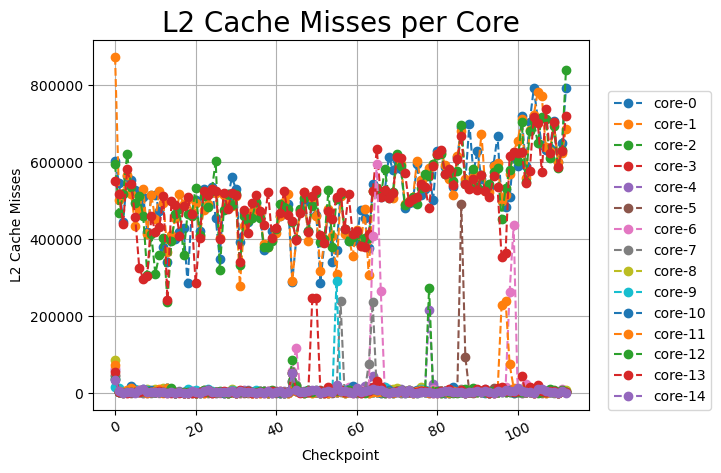 L2 Cache Misses per Core
L2 Cache Misses
800000
600000
400000
200000
0
0
20
40
60
80
100
Checkpoint
core-0
core-1
core-2
core-3
core-4
core-5
core-6
core-7
core-8
core-9
core-10
core-11
core-12
core-13
core-14